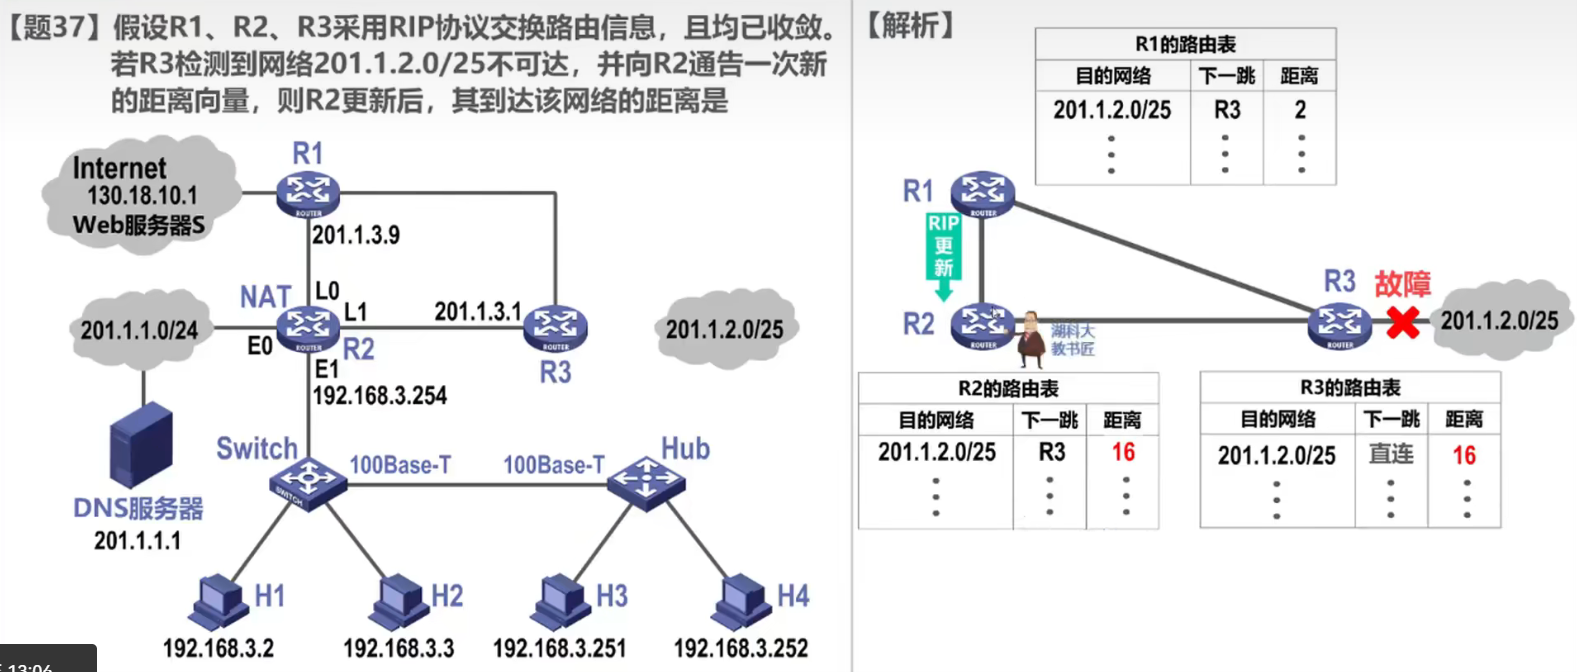 【题37】假设R1、R2、R3采用RIP协议交换路由信息，且均已收敛。
若R3检测到网络201.1.2.0/25不可达，并向R2通告一次新
的距离向量，则R2更新后，其到达该网络的距离是
R1
Internet
130.18.10.1
Web服务器S
ROUTER
201.1.3.9
NAT
L0
L1
201.1.3.1
201.1.1.0/24
201.1.2.0/25
E0
ROUTER
R2
ROUTER
R3
E1
192.168.3.254
Switch
100Base-T
100Base-T
Hub
SWITCH
DNS服务器
201.1.1.1
H1
H2
H3
H4
192.168.3.2
192.168.3.3
192.168.3.251
192.168.3.252
13:06
【解析】
R1的路由表
目的网络 下一跳 距离
201.1.2.0/25 R3 2
R1
ROUTER
RIP
更
新
R3
故障
R2
ROUTER
湖科大
教书匠
ROUTER
201.1.2.0/25
R2的路由表
目的网络 下一跳 距离
201.1.2.0/25 R3 16
R3的路由表
目的网络 下一跳 距离
201.1.2.0/25 直连 16